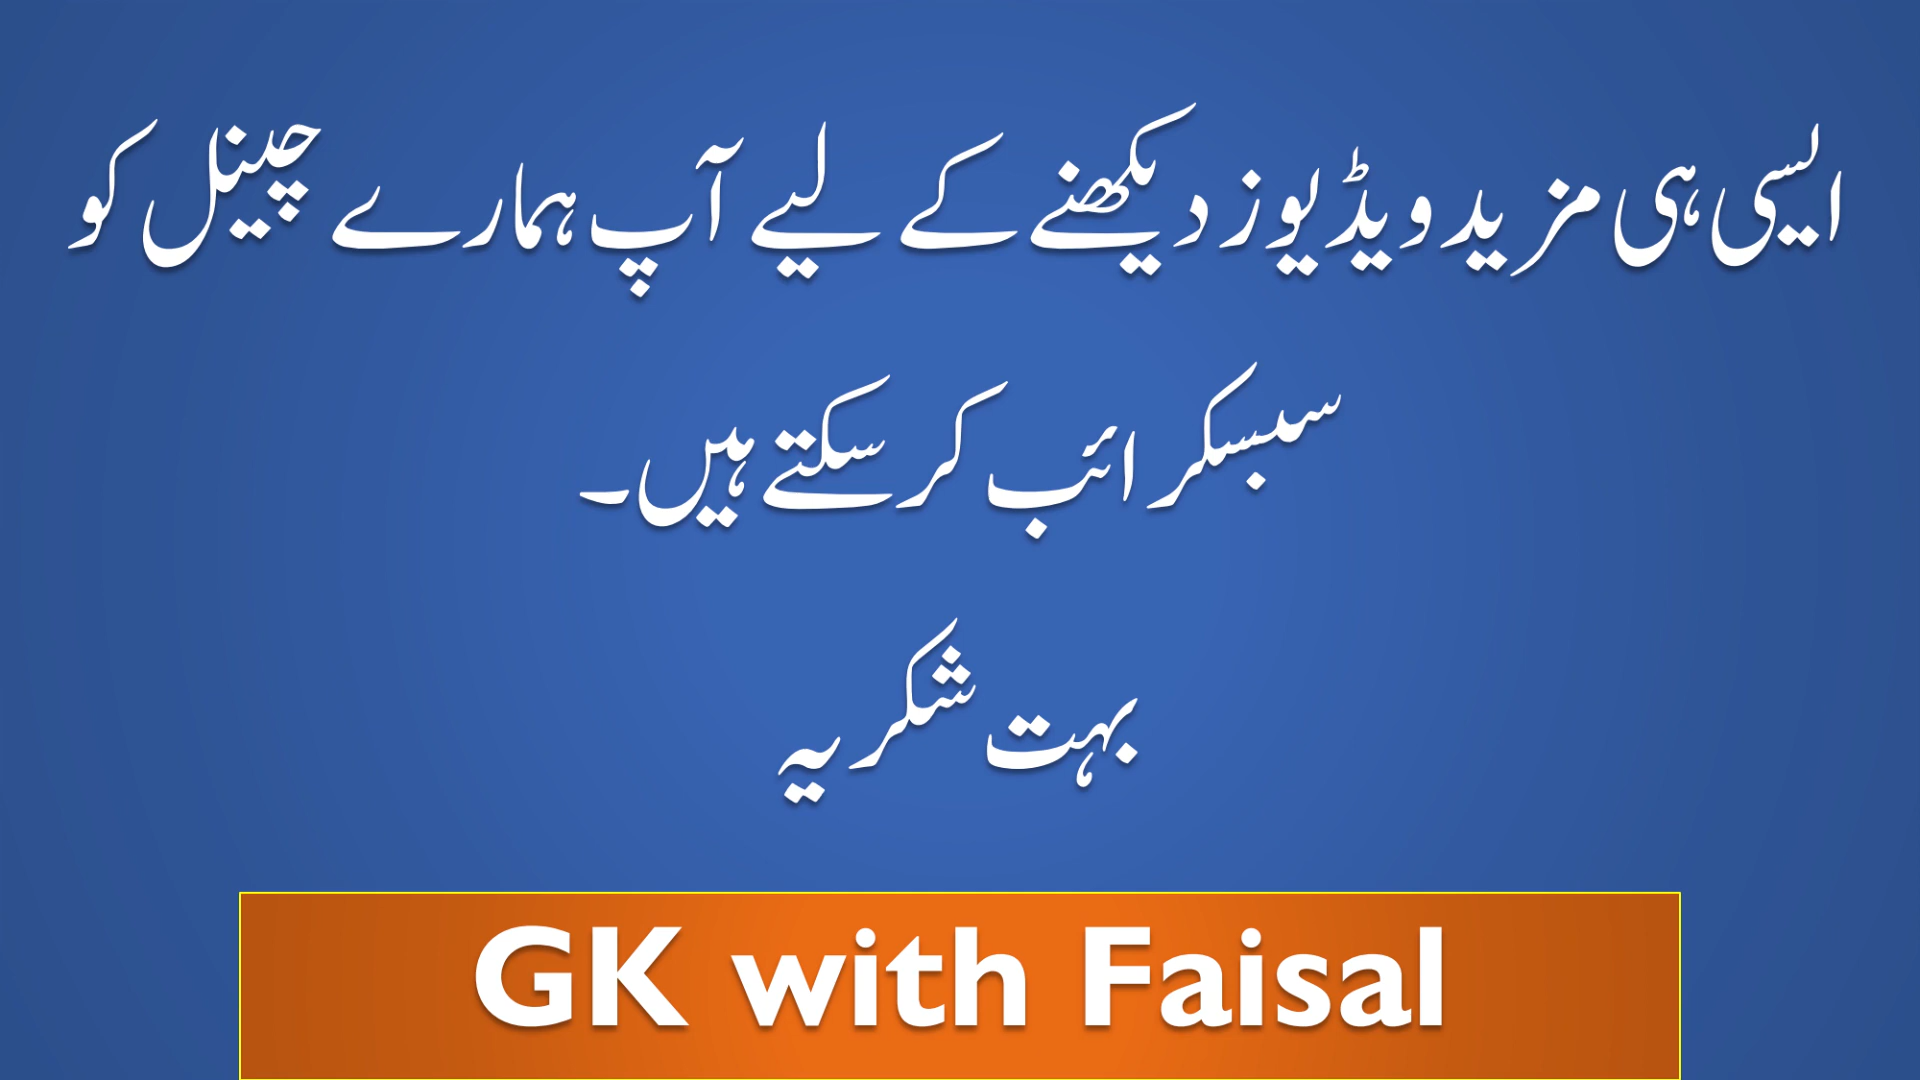 ایسی ہی مزید ویڈیوز دیکھنے کے لیے آپ ہمارے چینل کو
سبسکرائب کر سکتے ہیں۔
بہت شکریہ
GK with Faisal